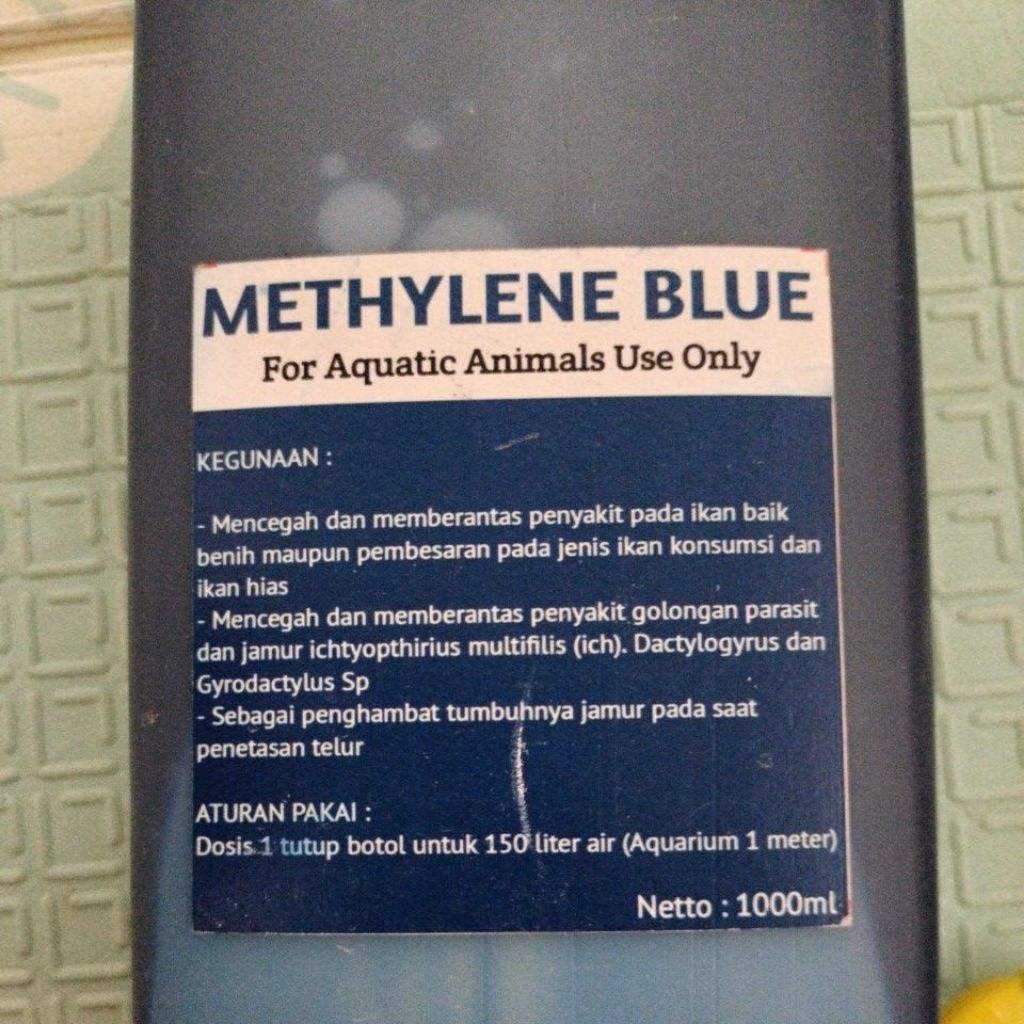 METHYLENE BLUE
For Aquatic Animals Use Only
KEGUNAAN :
- Mencegah dan memberantas penyakit pada ikan baik
benih maupun pembesaran pada jenis ikan konsumsi dan
ikan hias
- Mencegah dan memberantas penyakit golongan parasit
dan jamur ichtyopthirius multifilis (ich). Dactylogyrus dan
Gyrodactylus Sp
- Sebagai penghambat tumbuhnya jamur pada saat
penetasan telur
ATURAN PAKAI :
Dosis 1 tutup botol untuk 150 liter air (Aquarium 1 meter)
Netto : 1000ml